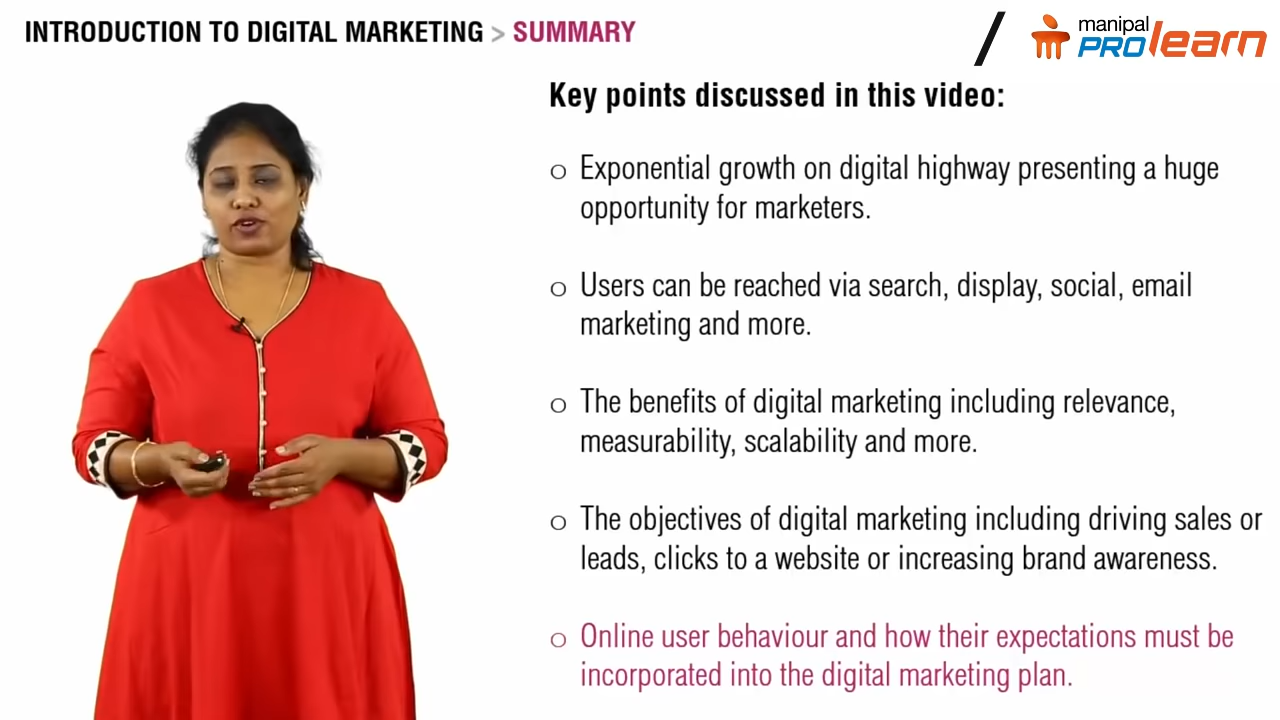 INTRODUCTION TO DIGITAL MARKETING > SUMMARY
manipal
PROlearn
Key points discussed in this video:
o Exponential growth on digital highway presenting a huge
opportunity for marketers.
o Users can be reached via search, display, social, email
marketing and more.
o The benefits of digital marketing including relevance,
measurability, scalability and more.
o The objectives of digital marketing including driving sales or
leads, clicks to a website or increasing brand awareness.
o Online user behaviour and how their expectations must be
incorporated into the digital marketing plan.